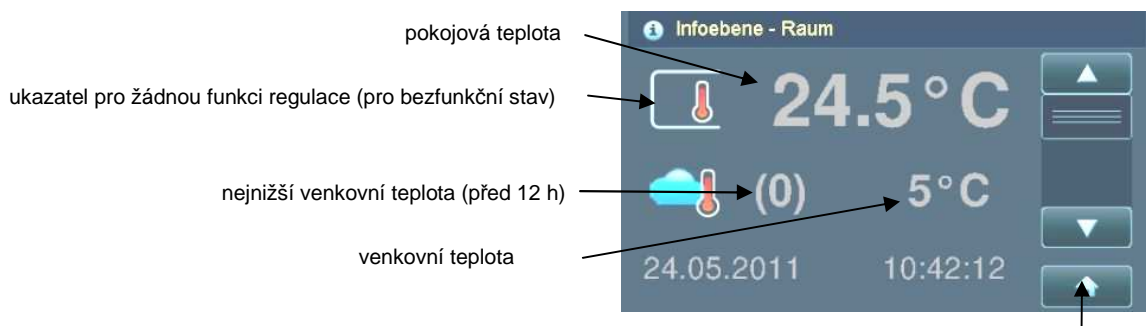 Infoebene - Raum
pokojová teplota
24.5°C
ukazatel pro žádnou funkci regulace (pro bezfunkční stav)
nejnižší venkovní teplota (před 12 h)
(0) 5°C
venkovní teplota
24.05.2011 10:42:12